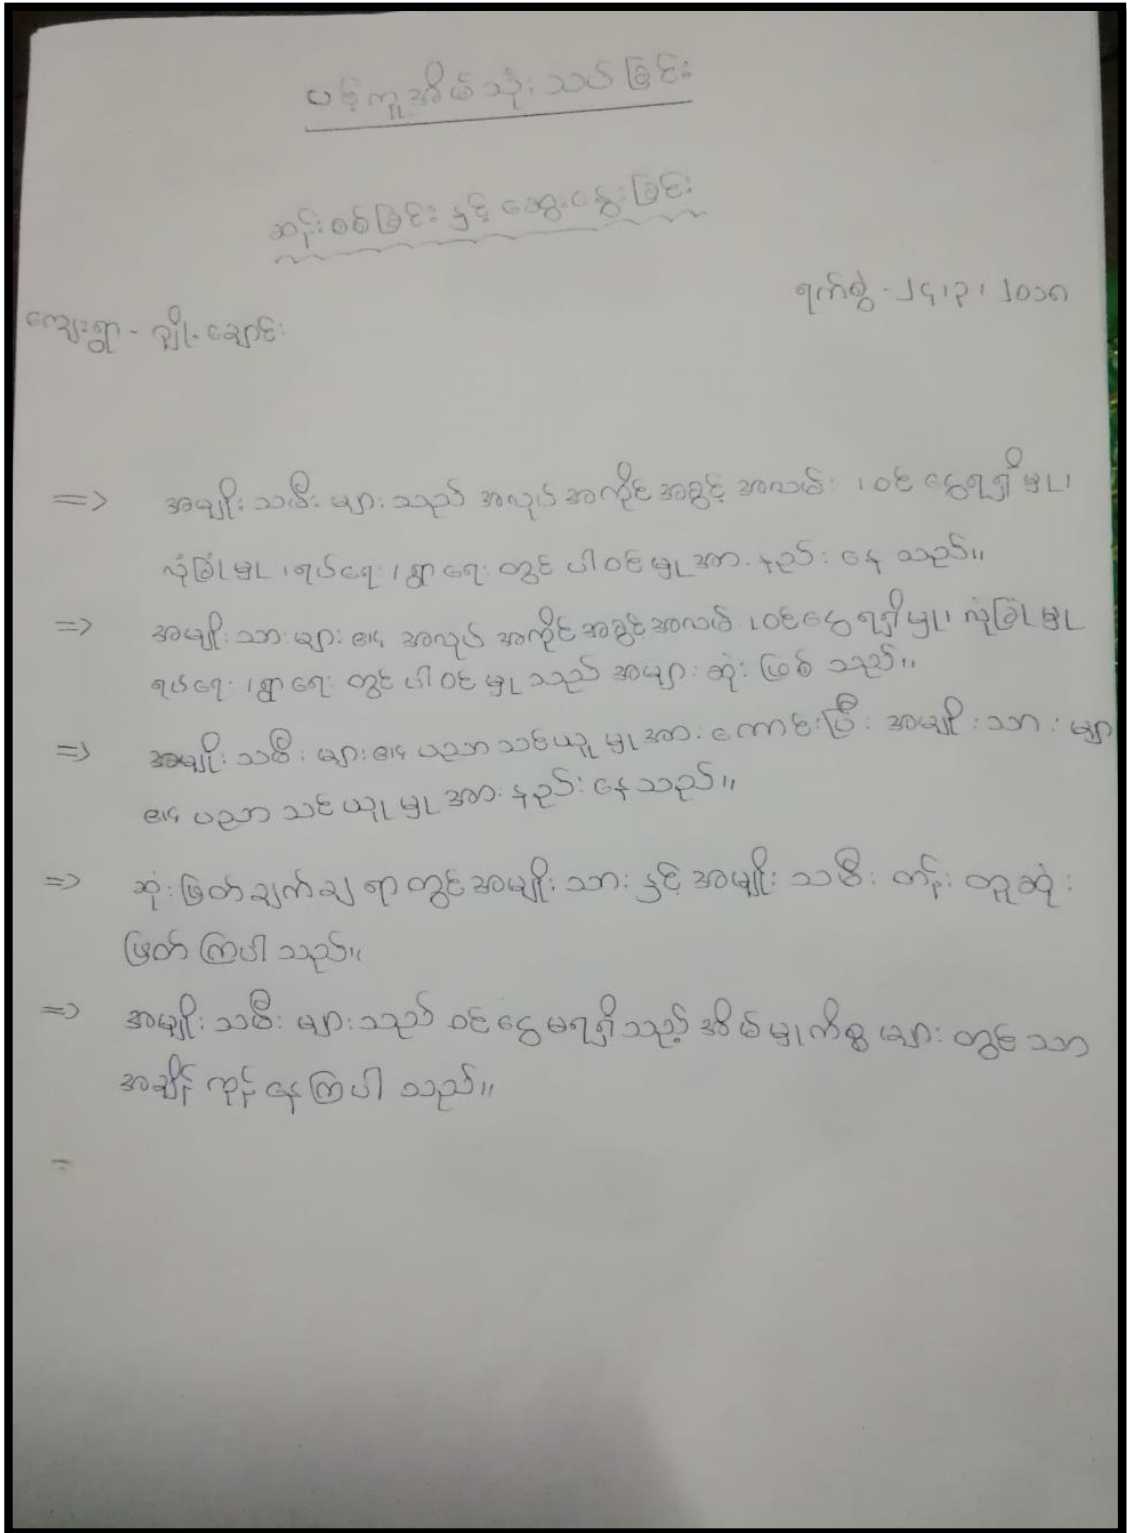 ပင့်ကူအိမ်သုံးသပ်ခြင်း
ဆန်းစစ်ခြင်းနှင့် ဆွေးနွေးခြင်း
ရက်စွဲ - ၂၄၊၃၊ ၂၀၁၈
ကျေးရွာ - ချောင်း
=> အမျိုးသမီးများသည် အလုပ်အကိုင်အခွင့်အလမ်း ၊ ဝင်ငွေရရှိမှု၊
လုံခြုံမှု ၊ ရပ်ရေး ၊ ရွာရေး တွင် ပါဝင်မှု အားနည်းနေ သည်။
=> အမျိုးသားများ၏ အလုပ်အကိုင်အခွင့်အလမ် ၊ ဝင်ငွေရရှိမှု၊ လုံခြုံမှု
ရပ်ရေး ၊ ရွာရေး တွင် ပါဝင်မှုသည် အများဆုံး ဖြစ်သည်။
=> အမျိုးသမီးများ၏ ပညာသင်ယူမှုအားကောင်းပြီး အမျိုးသားများ
၏ ပညာသင်ယူမှုအားနည်းနေသည်။
=> ဆုံးဖြတ်ချက်ချရာတွင် အမျိုးသားနှင့် အမျိုးသမီး တန်းတူဆုံး
ဖြတ်ကြပါသည်။
=> အမျိုးသမီးများသည် ဝင်ငွေမရရှိသည့် အိမ်မှုကိစ္စများတွင်သာ
အချိန်ကုန်နေကြပါသည်။